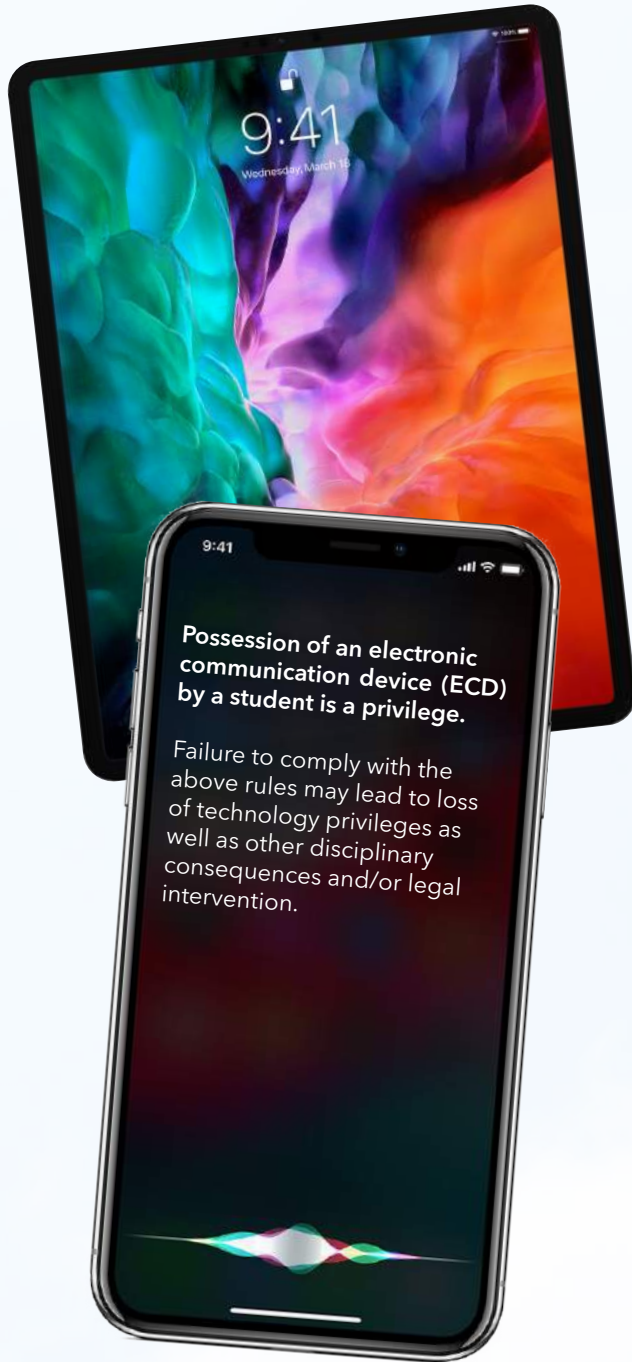 100%
9:41
Wednesday, March 18
9:41
Possession of an electronic
communication device (ECD)
by a student is a privilege.
Failure to comply with the
above rules may lead to loss
of technology privileges as
well as other disciplinary
consequences and/or legal
intervention.